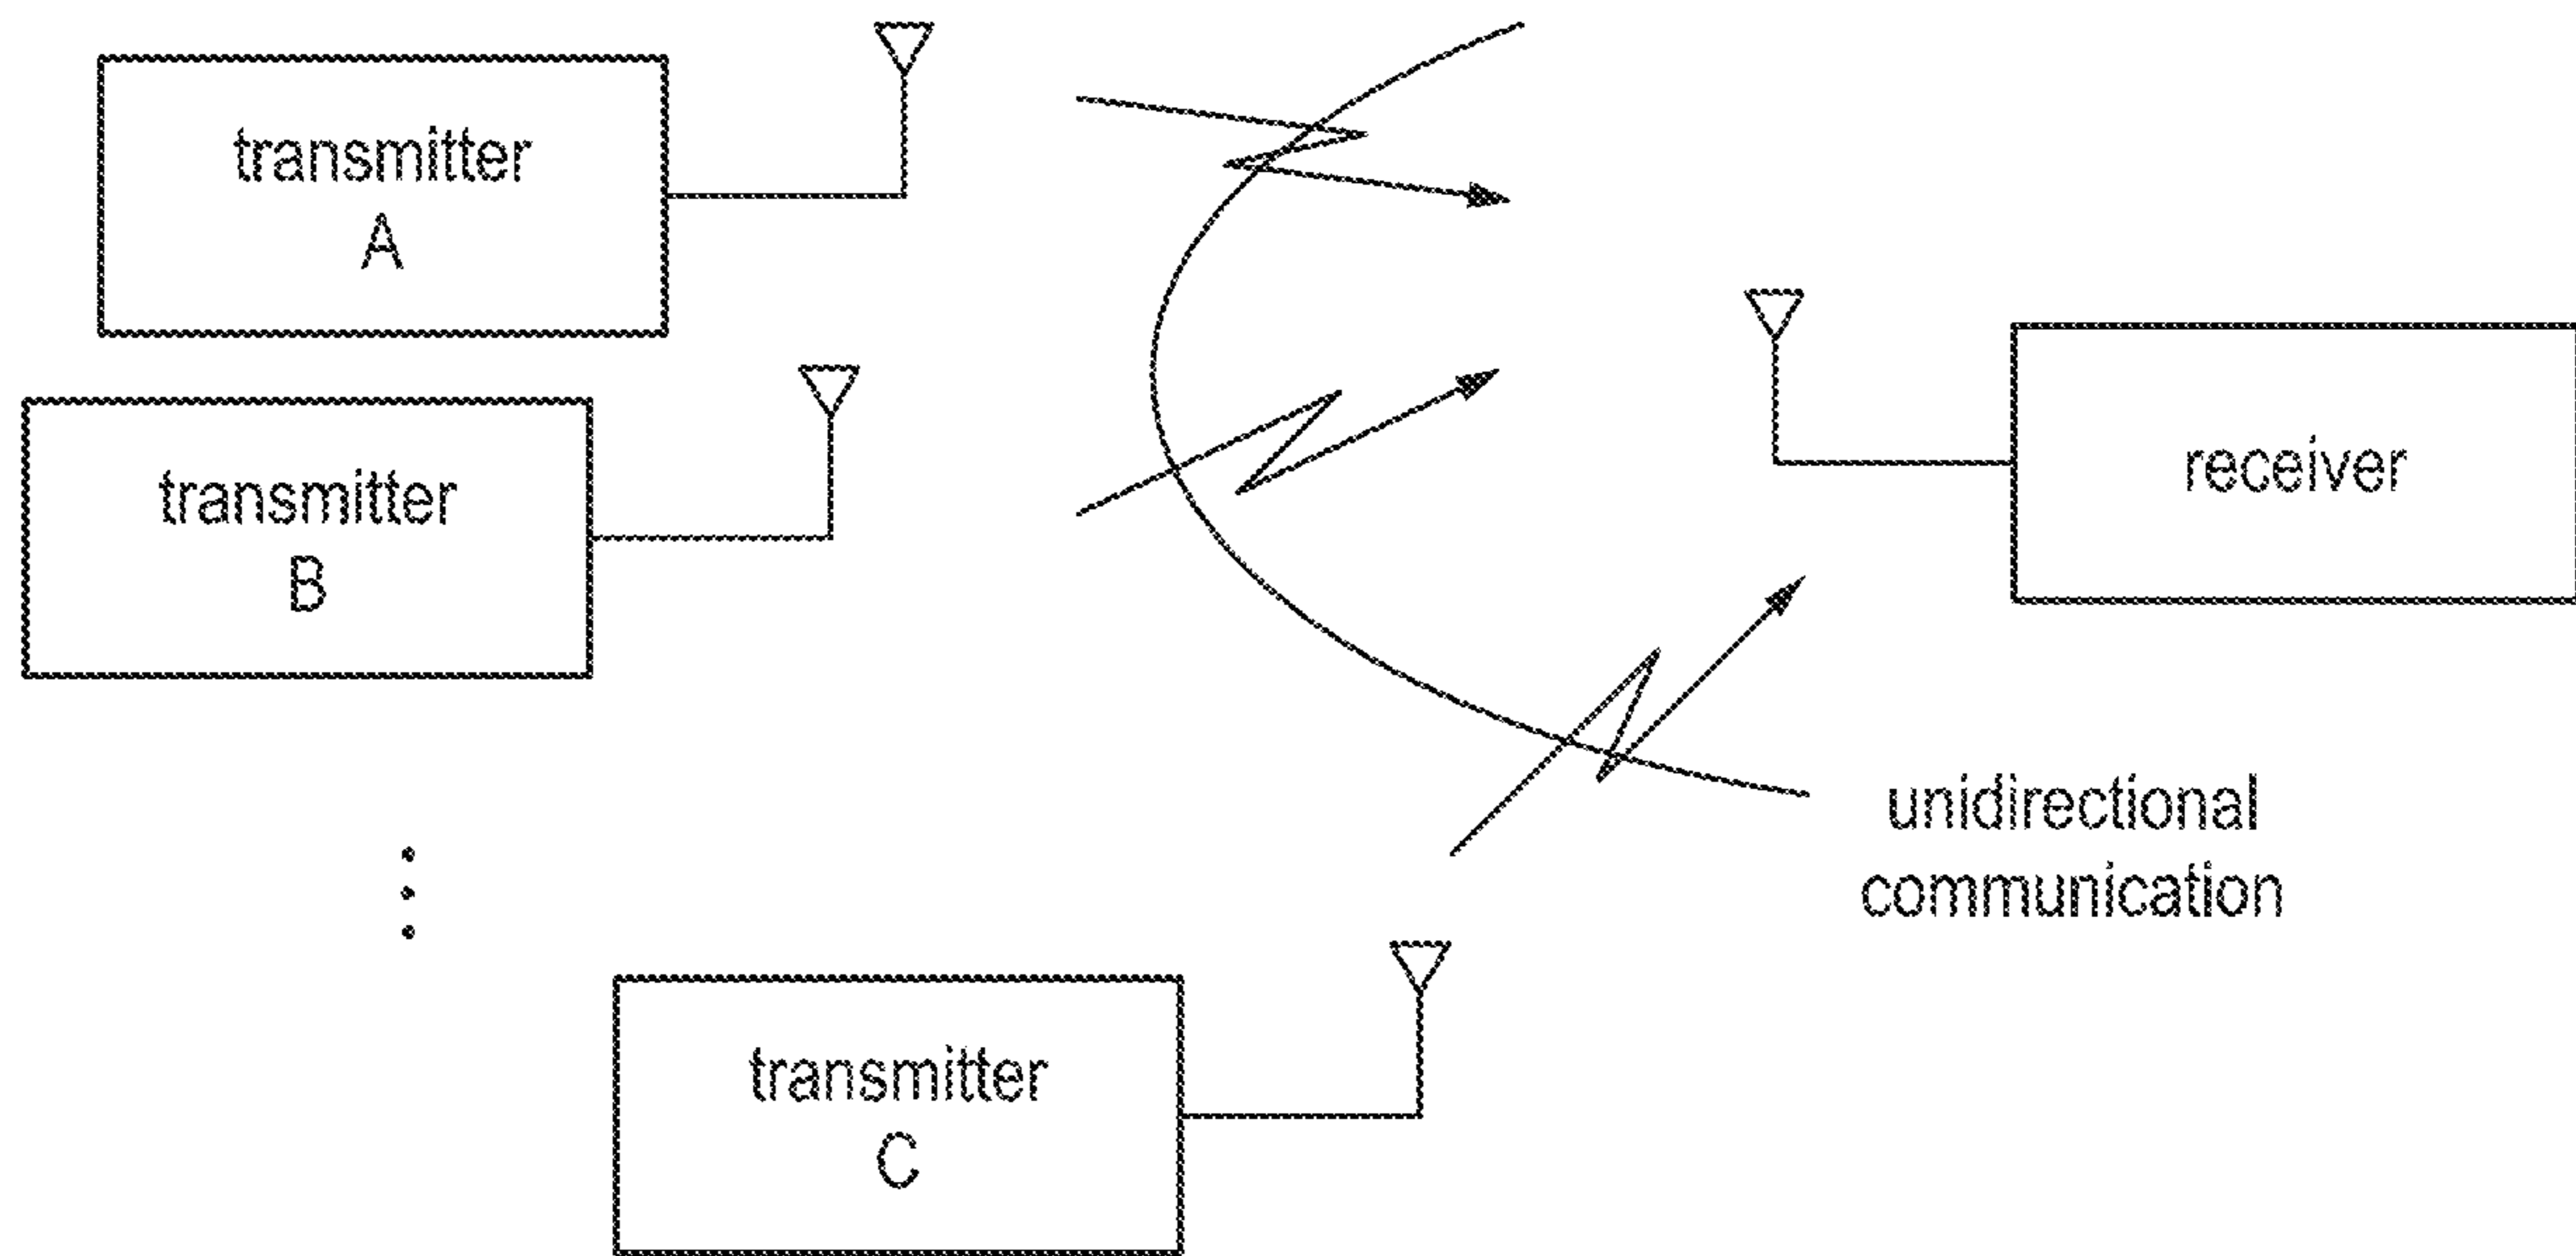 transmitter
A
transmitter
B
receiver
unidirectional
communication
transmitter
C